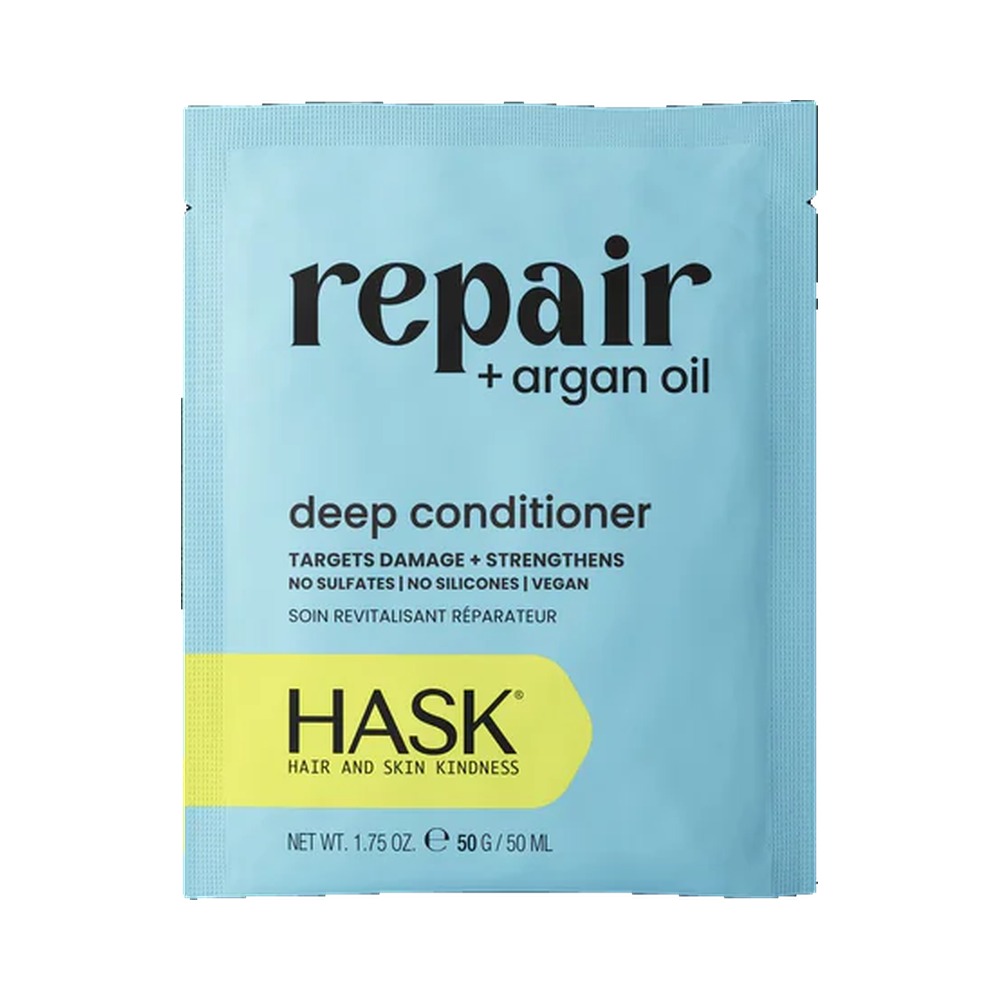 repair
+ argan oil
deep conditioner
TARGETS DAMAGE + STRENGTHENS
NO SULFATES | NO SILICONES | VEGAN
SOIN REVITALISANT RÉPARATEUR
HASK®
HAIR AND SKIN KINDNESS
NET WT. 1.75 OZ. ℮ 50 G / 50 ML